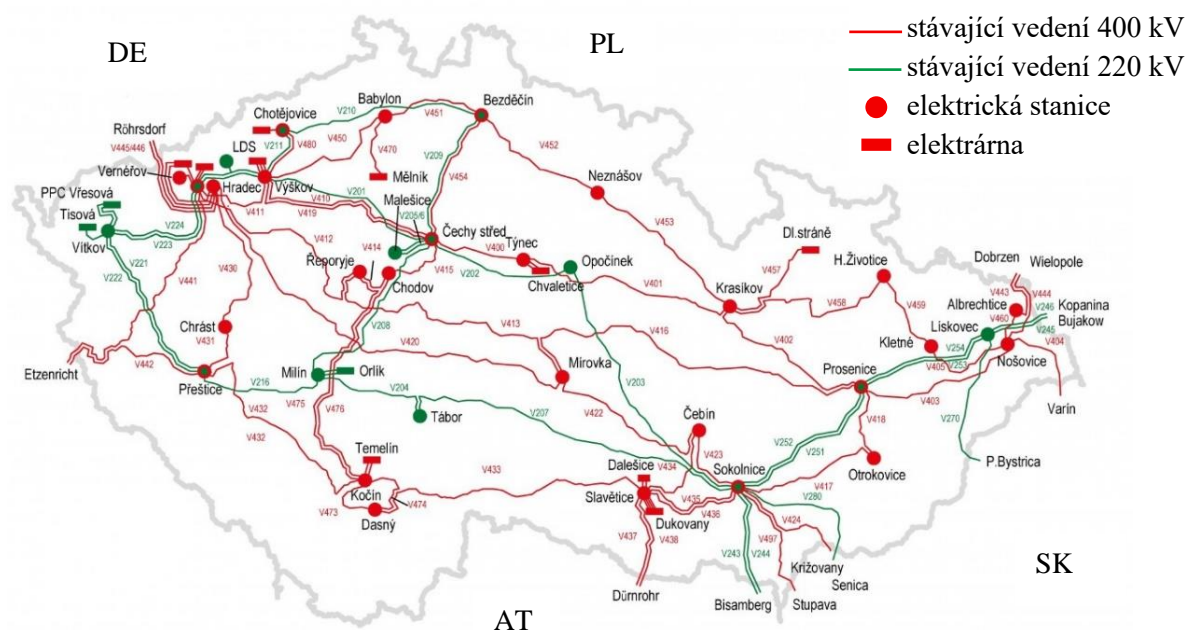 DE
PL
stávající vedení 400 kV
stávající vedení 220 kV
elektrická stanice
elektrárna
Babylon
Bezděčín
Chotějovice
V210
V451
V450
V480
V211
V470
V209
V454
V452
Röhrsdorf
V445/446
LDS
Vernéřov
Hradec
Výškov
Mělník
V201
V410
V411
V419
Malešice
V205/6
Neznášov
V453
PPC Vřesová
Tisová
Vítkov
V224
V223
V221
V222
V412
V414
V415
Řeporyje
Chodov
Čechy střed
V400
Týnec
V202
Chvaletice
Opočínek
V401
Dl.stráně
V457
H.Životice
Krasíkov
V458
V459
Dobrzen
Wielopole
V443
V444
Albrechtice
V460
V246
Kopanina
Bujakow
V245
Liskovec
V254
V253
V404
Kletné
V405
Nošovice
V441
V430
Chrást
V431
V208
V413
V416
V402
V420
Etzenricht
V442
Přeštice
V216
Milín
Orlík
V204
Mírovka
V203
Prosenice
V403
Varín
V475
V476
V432
V432
Tábor
V207
V422
V418
V270
Čebín
V423
V252
V251
Otrokovice
P.Bystrica
Temelín
V433
Kočín
V474
V473
Dasný
Dalešice
V434
Slavětice
V435
V436
Dukovany
Sokolnice
V417
V280
V437
V438
V424
V497
V243
V244
Križovany
Senica
Dürnrohr
Bisamberg
Stupava
SK
AT